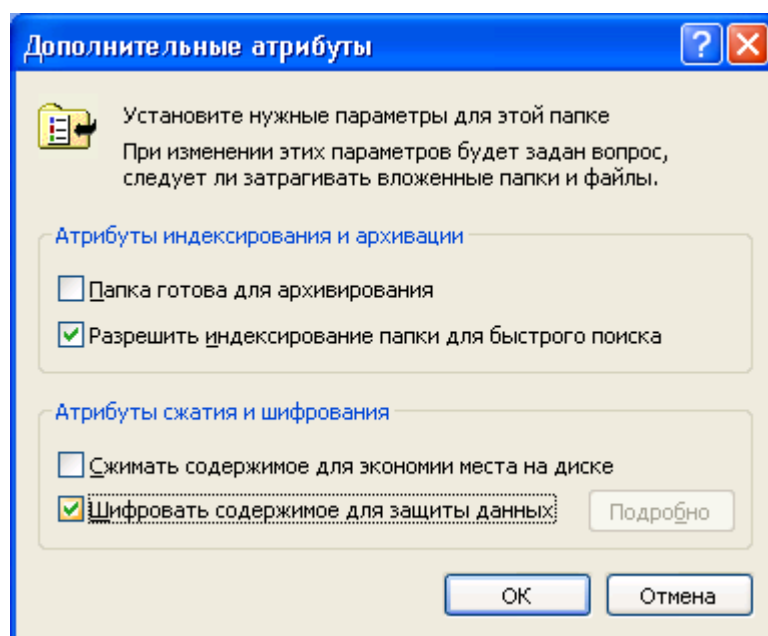 Дополнительные атрибуты
Установите нужные параметры для этой папке
При изменении этих параметров будет задан вопрос,
следует ли затрагивать вложенные папки и файлы.
Атрибуты индексирования и архивации
Папка готова для архивирования
Разрешить индексирование папки для быстрого поиска
Атрибуты сжатия и шифрования
Сжимать содержимое для экономии места на диске
Шифровать содержимое для защиты данных
Подробно
ОК
Отмена